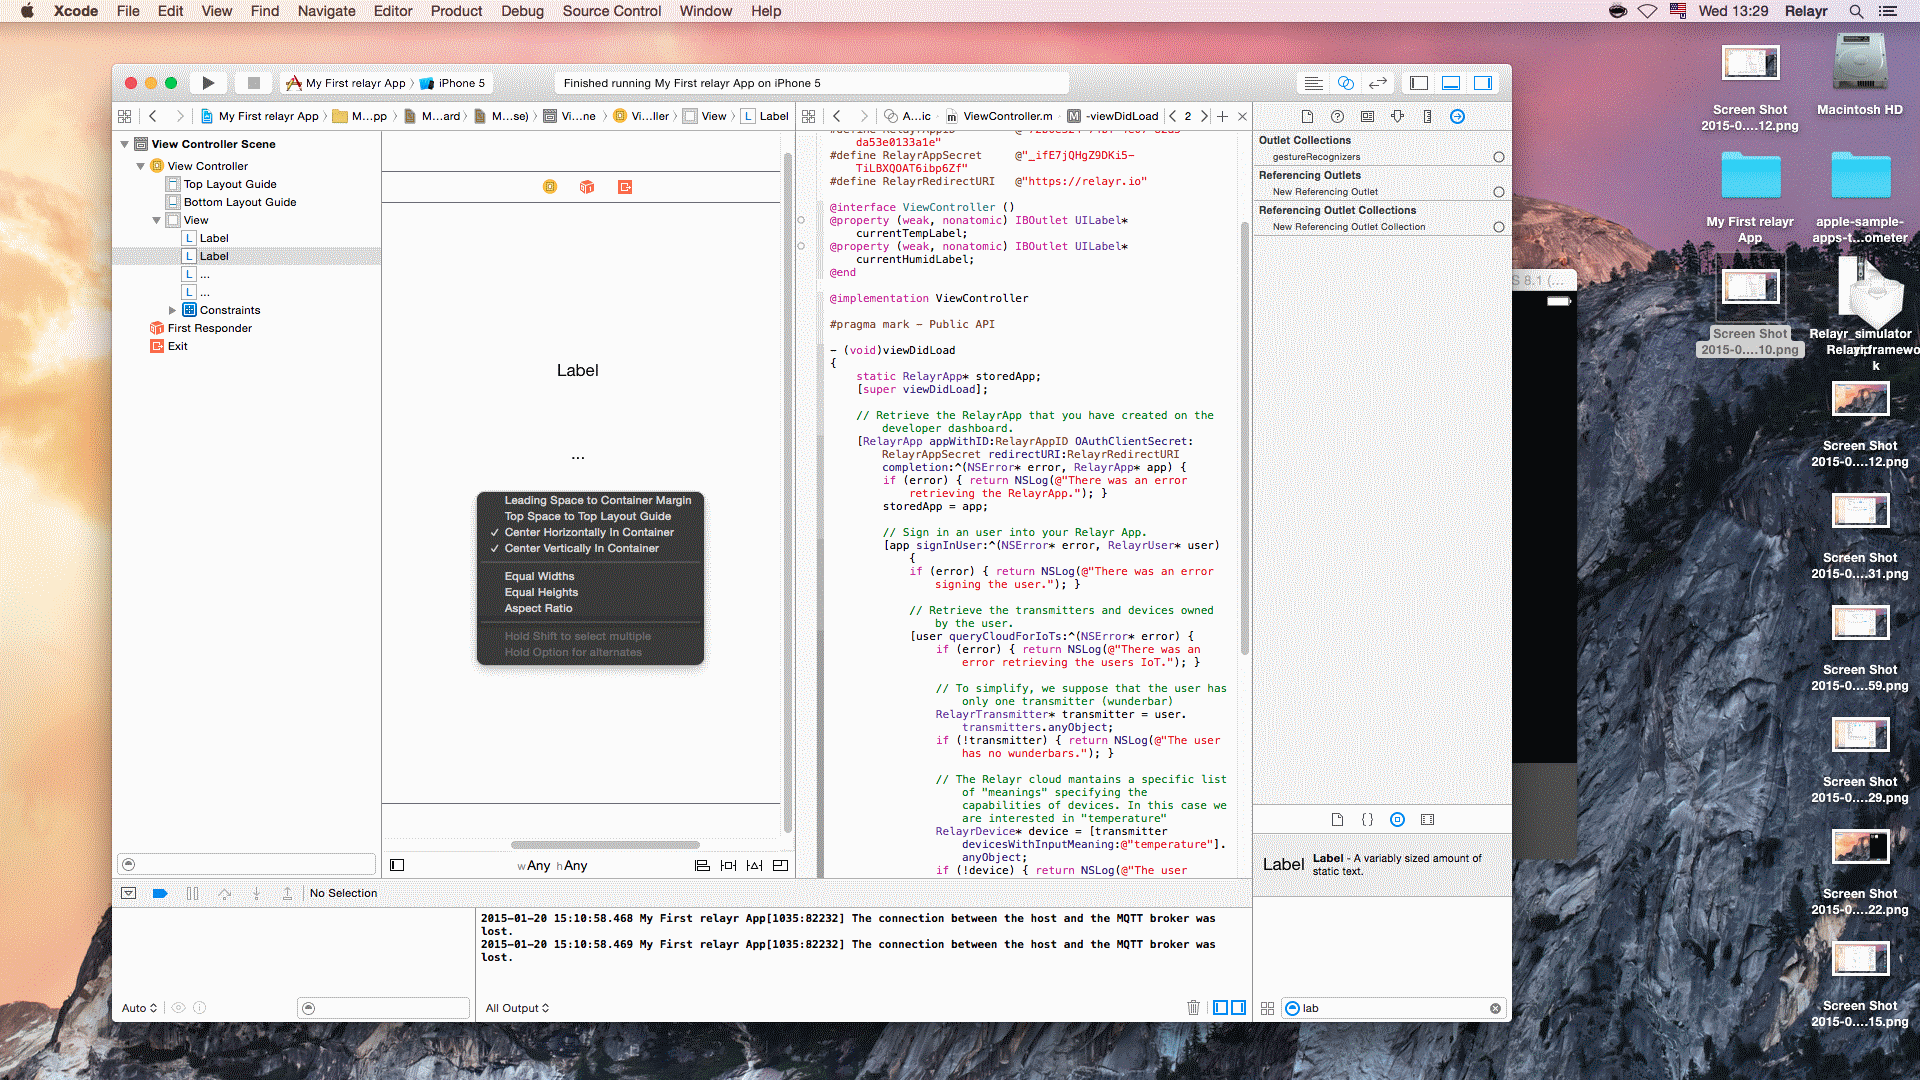 Xcode File Edit View Find Navigate Editor Product Debug Source Control Window Help
Wed 13:29 Relayr
My First relayr App 〉 iPhone 5
Finished running My First relayr App on iPhone 5
My First relayr App 〉 M...pp 〉 M...ard 〉 M...se) 〉 Vi...ne 〉 Vi...ller 〉 View 〉 L Label
A...ic ViewController.m M -viewDidLoad 2
View Controller Scene
View Controller
Top Layout Guide
Bottom Layout Guide
View
L Label
L Label
L ...
L ...
Constraints
First Responder
Exit
Label
...
Leading Space to Container Margin
Top Space to Top Layout Guide
✓ Center Horizontally In Container
✓ Center Vertically In Container
Equal Widths
Equal Heights
Aspect Ratio
Hold Shift to select multiple
Hold Option for alternates
wAny hAny
da53e0133a1e"
#define RelayrAppSecret @"_ifE7jQHgZ9DKi5-
TiLBXQOAT6ibp6Zf"
#define RelayrRedirectURI @"https://relayr.io"
@interface ViewController ()
@property (weak, nonatomic) IBOutlet UILabel*
currentTempLabel;
@property (weak, nonatomic) IBOutlet UILabel*
currentHumidLabel;
@end
@implementation ViewController
#pragma mark - Public API
- (void)viewDidLoad
{
static RelayrApp* storedApp;
[super viewDidLoad];
// Retrieve the RelayrApp that you have created on the
developer dashboard.
[RelayrApp appWithID:RelayrAppID OAuthClientSecret:
RelayrAppSecret redirectURI:RelayrRedirectURI
completion:^(NSError* error, RelayrApp* app) {
if (error) { return NSLog(@"There was an error
retrieving the RelayrApp."); }
storedApp = app;
// Sign in an user into your Relayr App.
[app signInUser:^(NSError* error, RelayrUser* user)
{
if (error) { return NSLog(@"There was an error
signing the user."); }
// Retrieve the transmitters and devices owned
by the user.
[user queryCloudForIoTs:^(NSError* error) {
if (error) { return NSLog(@"There was an
error retrieving the users IoT."); }
// To simplify, we suppose that the user has
only one transmitter (wunderbar)
RelayrTransmitter* transmitter = user.
transmitters.anyObject;
if (!transmitter) { return NSLog(@"The user
has no wunderbars."); }
// The Relayr cloud mantains a specific list
of "meanings" specifying the
capabilities of devices. In this case we
are interested in "temperature"
RelayrDevice* device = [transmitter
devicesWithInputMeaning:@"temperature"].
anyObject;
if (!device) { return NSLog(@"The user
Outlet Collections
gestureRecognizers
Referencing Outlets
New Referencing Outlet
Referencing Outlet Collections
New Referencing Outlet Collection
{ }
Label Label - A variably sized amount of
static text.
lab
No Selection
2015-01-20 15:10:58.468 My First relayr App[1035:82232] The connection between the host and the MQTT broker was
lost.
2015-01-20 15:10:58.469 My First relayr App[1035:82232] The connection between the host and the MQTT broker was
lost.
Auto
All Output
S 8.1 (...
Screen Shot
2015-0....12.png
Macintosh HD
My First relayr
App
apple-sample-
apps-t...ometer
Screen Shot
2015-0....10.png
Relayr_simulator
Screen Shot
2015-0....12.png
Screen Shot
2015-0....31.png
Screen Shot
2015-0....59.png
Screen Shot
2015-0....29.png
Screen Shot
2015-0....22.png
Screen Shot
2015-0....15.png